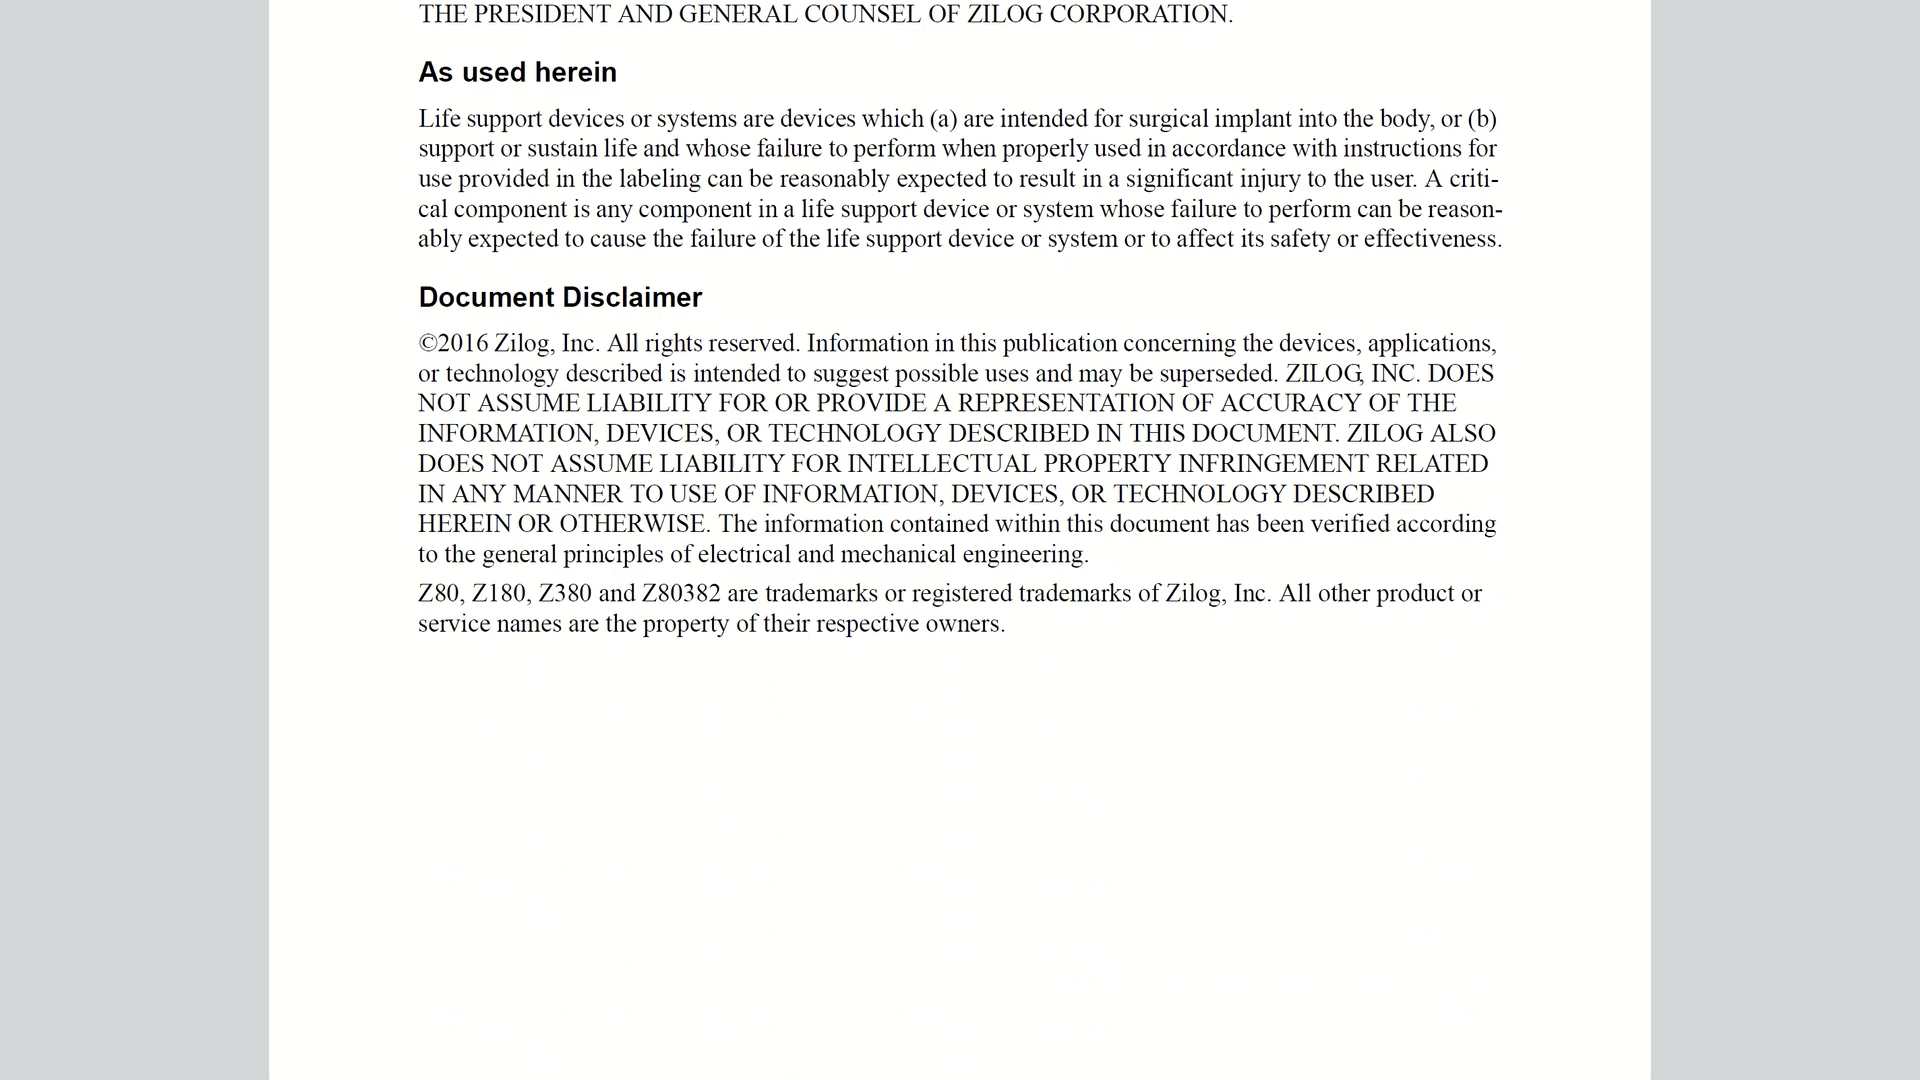 THE PRESIDENT AND GENERAL COUNSEL OF ZILOG CORPORATION.
As used herein
Life support devices or systems are devices which (a) are intended for surgical implant into the body, or (b)
support or sustain life and whose failure to perform when properly used in accordance with instructions for
use provided in the labeling can be reasonably expected to result in a significant injury to the user. A criti-
cal component is any component in a life support device or system whose failure to perform can be reason-
ably expected to cause the failure of the life support device or system or to affect its safety or effectiveness.
Document Disclaimer
©2016 Zilog, Inc. All rights reserved. Information in this publication concerning the devices, applications,
or technology described is intended to suggest possible uses and may be superseded. ZILOG, INC. DOES
NOT ASSUME LIABILITY FOR OR PROVIDE A REPRESENTATION OF ACCURACY OF THE
INFORMATION, DEVICES, OR TECHNOLOGY DESCRIBED IN THIS DOCUMENT. ZILOG ALSO
DOES NOT ASSUME LIABILITY FOR INTELLECTUAL PROPERTY INFRINGEMENT RELATED
IN ANY MANNER TO USE OF INFORMATION, DEVICES, OR TECHNOLOGY DESCRIBED
HEREIN OR OTHERWISE. The information contained within this document has been verified according
to the general principles of electrical and mechanical engineering.
Z80, Z180, Z380 and Z80382 are trademarks or registered trademarks of Zilog, Inc. All other product or
service names are the property of their respective owners.